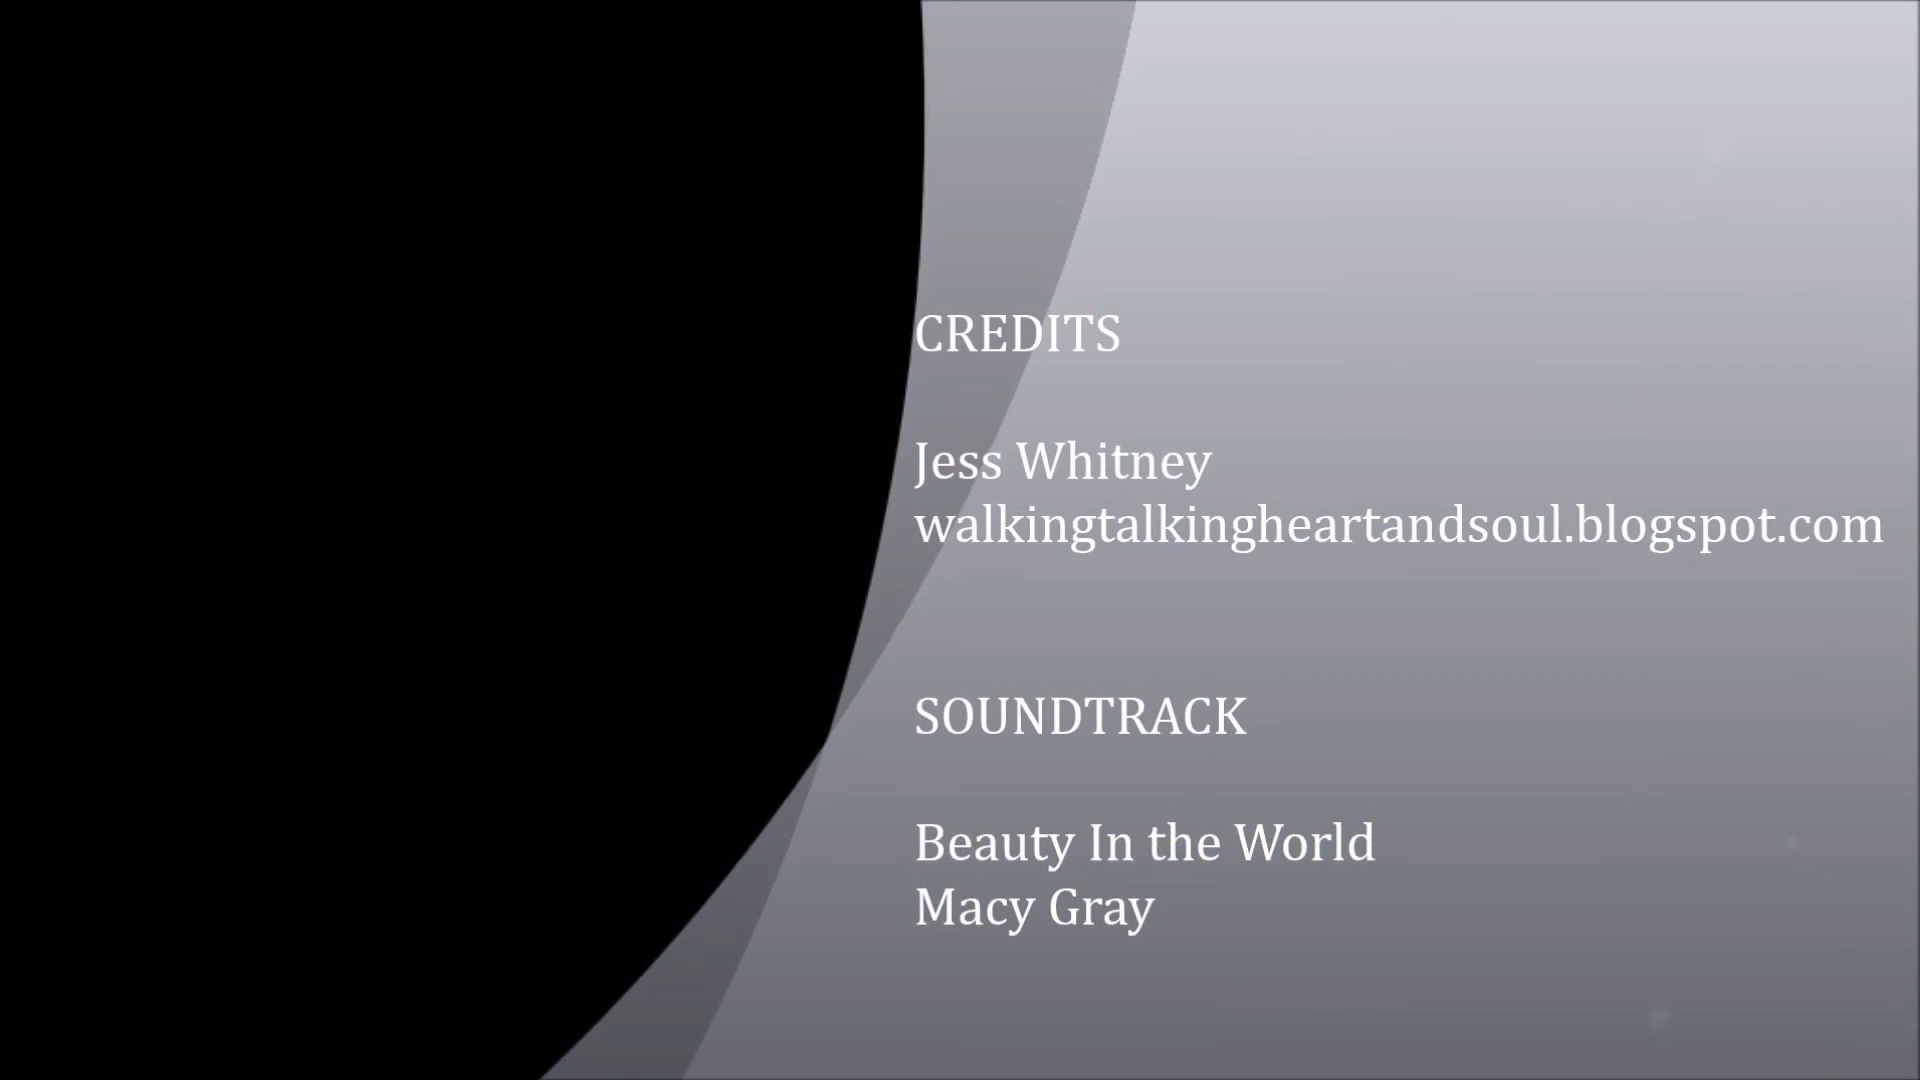 CREDITS
Jess Whitney
walkingtalkingheartandsoul.blogspot.com
SOUNDTRACK
Beauty In the World
Macy Gray